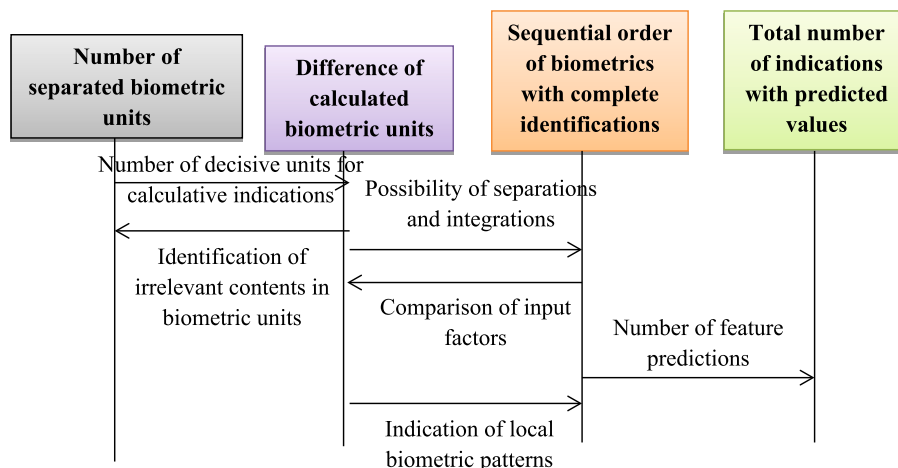 Number of
separated biometric
units
Difference of
calculated
biometric units
Sequential order
of biometrics
with complete
identifications
Total number
of indications
with predicted
values
Number of decisive units for
calculative indications
Possibility of separations
and integrations
Identification of
irrelevant contents in
biometric units
Comparison of input
factors
Number of feature
predictions
Indication of local
biometric patterns